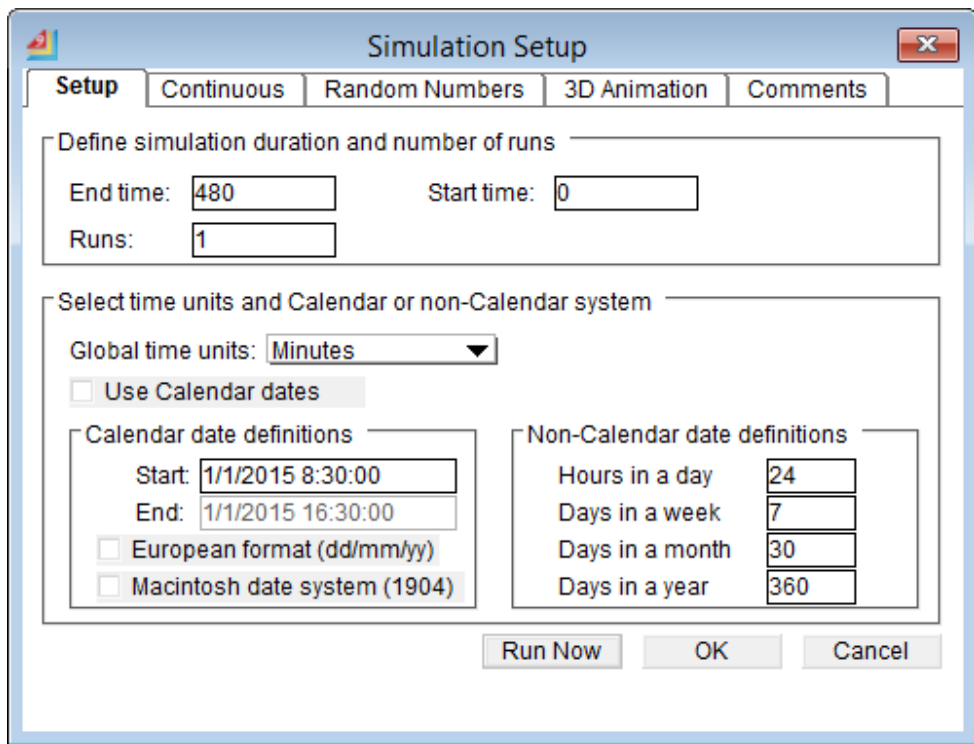 Simulation Setup
Setup Continuous Random Numbers 3D Animation Comments
Define simulation duration and number of runs
End time: 480 Start time: 0
Runs: 1
Select time units and Calendar or non-Calendar system
Global time units: Minutes
Use Calendar dates
Calendar date definitions
Start: 1/1/2015 8:30:00
End: 1/1/2015 16:30:00
European format (dd/mm/yy)
Macintosh date system (1904)
Non-Calendar date definitions
Hours in a day 24
Days in a week 7
Days in a month 30
Days in a year 360
Run Now OK Cancel